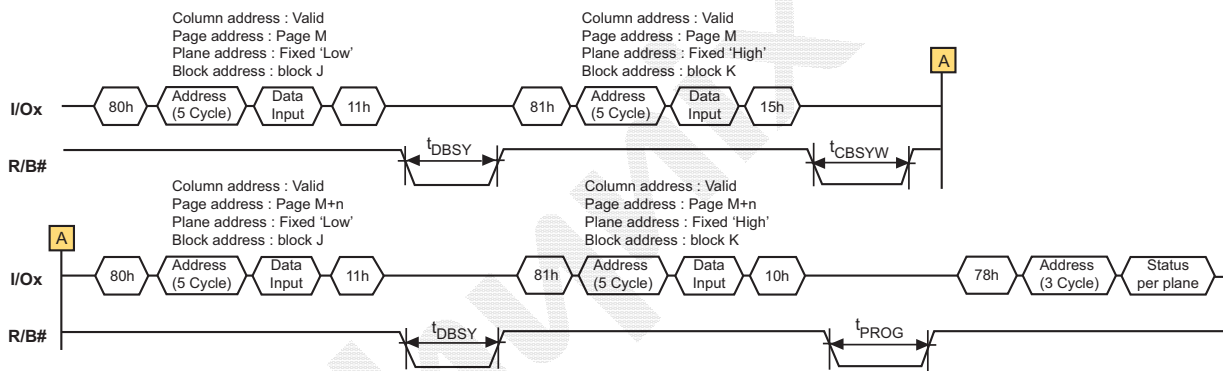 Column address : Valid
Page address : Page M
Plane address : Fixed 'Low'
Block address : block J
Column address : Valid
Page address : Page M
Plane address : Fixed 'High'
Block address : block K
A
I/Ox
80h
Address
(5 Cycle)
Data
Input
11h
81h
Address
(5 Cycle)
Data
Input
15h
R/B#
tDBSY
tCBSYW
Column address : Valid
Page address : Page M+n
Plane address : Fixed 'Low'
Block address : block J
Column address : Valid
Page address : Page M+n
Plane address : Fixed 'High'
Block address : block K
A
I/Ox
80h
Address
(5 Cycle)
Data
Input
11h
81h
Address
(5 Cycle)
Data
Input
10h
78h
Address
(3 Cycle)
Status
per plane
R/B#
tDBSY
tPROG